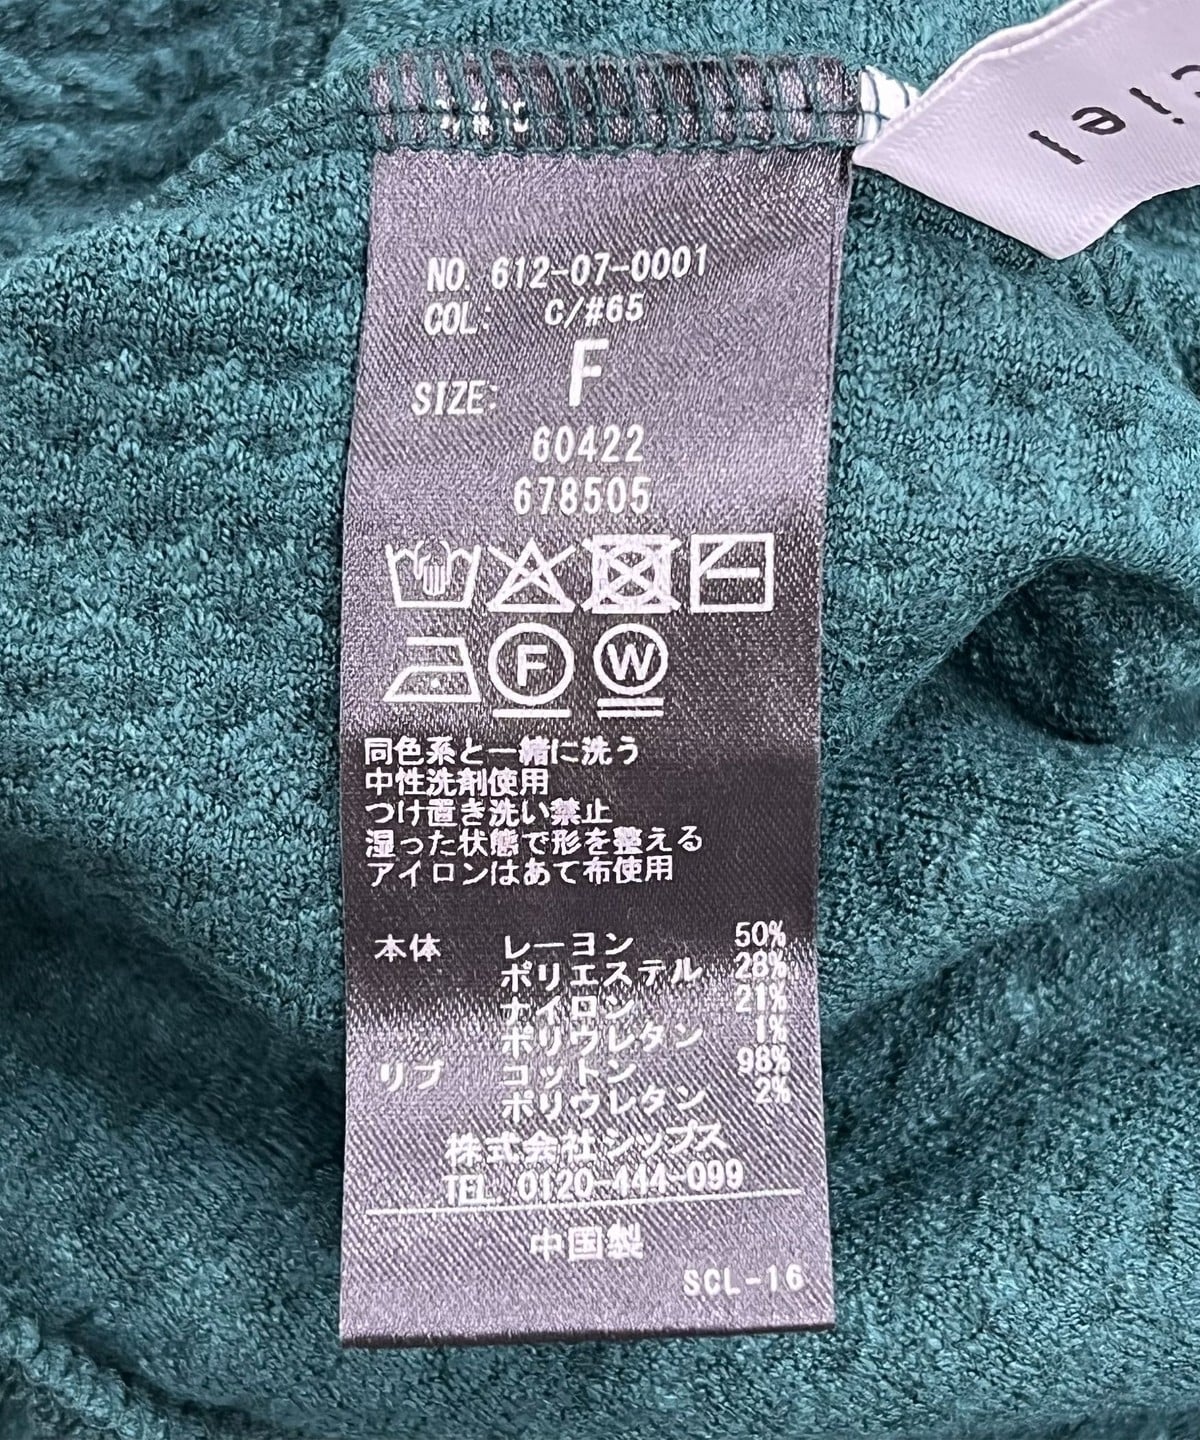 NO. 612-07-0001
COL: C/#65
SIZE: F
60422
678505
F W
同色系と一緒に洗う
中性洗剤使用
つけ置き洗い禁止
湿った状態で形を整える
アイロンはあて布使用
本体 レーヨン 50%
ポリエステル 28%
ナイロン 21%
ポリウレタン 1%
リブ コットン 98%
ポリウレタン 2%
株式会社シップス
TEL. 0120-444-099
中国製
SCL-16